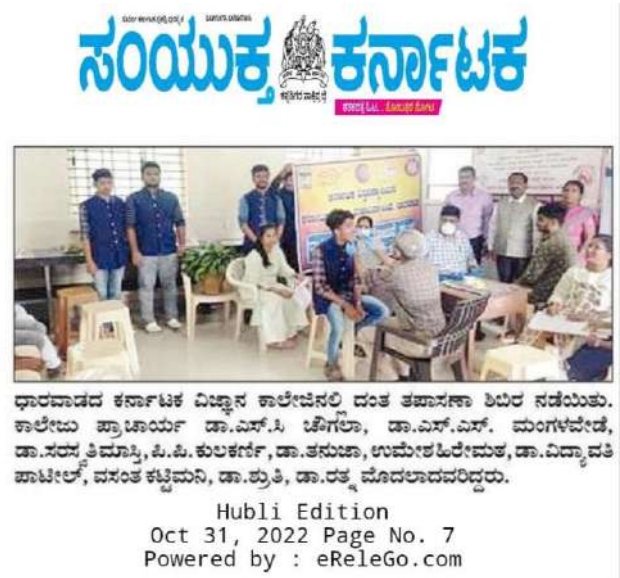 ಸಂಯುಕ್ತ ಕರ್ನಾಟಕ
ಧಾರವಾಡದ ಕರ್ನಾಟಕ ವಿಜ್ಞಾನ ಕಾಲೇಜಿನಲ್ಲಿ ದಂತ ತಪಾಸಣಾ ಶಿಬಿರ ನಡೆಯಿತು.
ಕಾಲೇಜು ಪ್ರಾಚಾರ್ಯ ಡಾ.ಎಸ್.ಸಿ ಚೌಗಲಾ, ಡಾ.ಎಸ್.ಎಸ್. ಮಂಗಳವೇಡೆ,
ಡಾ.ಸರಸ್ವತಿಮಾಸ್ತಿ, ಪಿ.ಪಿ.ಕುಲಕರ್ಣಿ, ಡಾ.ತನುಜಾ, ಉಮೇಶಹಿರೇಮಠ, ಡಾ.ವಿದ್ಯಾವತಿ
ಪಾಟೀಲ್, ವಸಂತ ಕಟ್ಟಿಮನಿ, ಡಾ.ಶ್ರುತಿ, ಡಾ.ರತ್ನ ಮೊದಲಾದವರಿದ್ದರು.
Hubli Edition
Oct 31, 2022 Page No. 7
Powered by : eReleGo.com